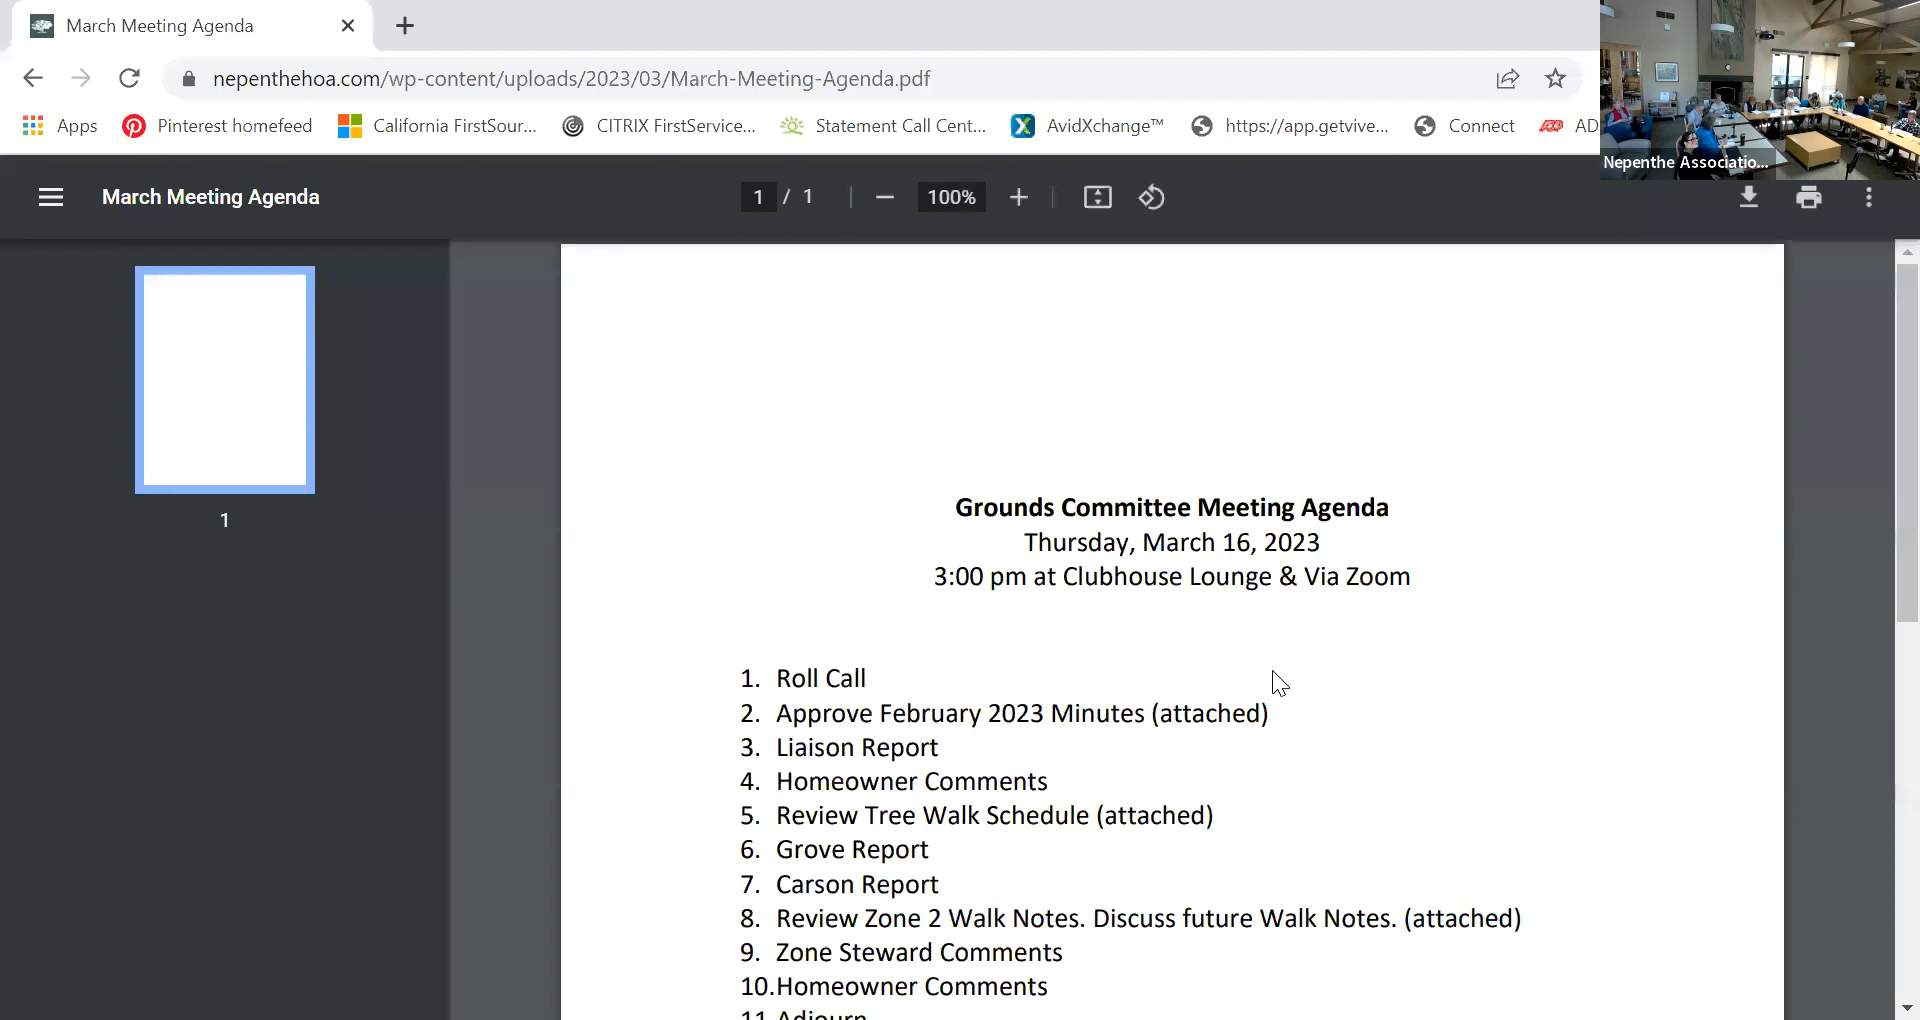 March Meeting Agenda
nepenthehoa.com/wp-content/uploads/2023/03/March-Meeting-Agenda.pdf
Apps Pinterest homefeed California FirstSour... CITRIX FirstService... Statement Call Cent... AvidXchange™ https://app.getvive... Connect AD
Nepenthe Associatio...
March Meeting Agenda 1 / 1 100%
1
Grounds Committee Meeting Agenda
Thursday, March 16, 2023
3:00 pm at Clubhouse Lounge & Via Zoom
1. Roll Call
2. Approve February 2023 Minutes (attached)
3. Liaison Report
4. Homeowner Comments
5. Review Tree Walk Schedule (attached)
6. Grove Report
7. Carson Report
8. Review Zone 2 Walk Notes. Discuss future Walk Notes. (attached)
9. Zone Steward Comments
10.Homeowner Comments
11 Adjourn